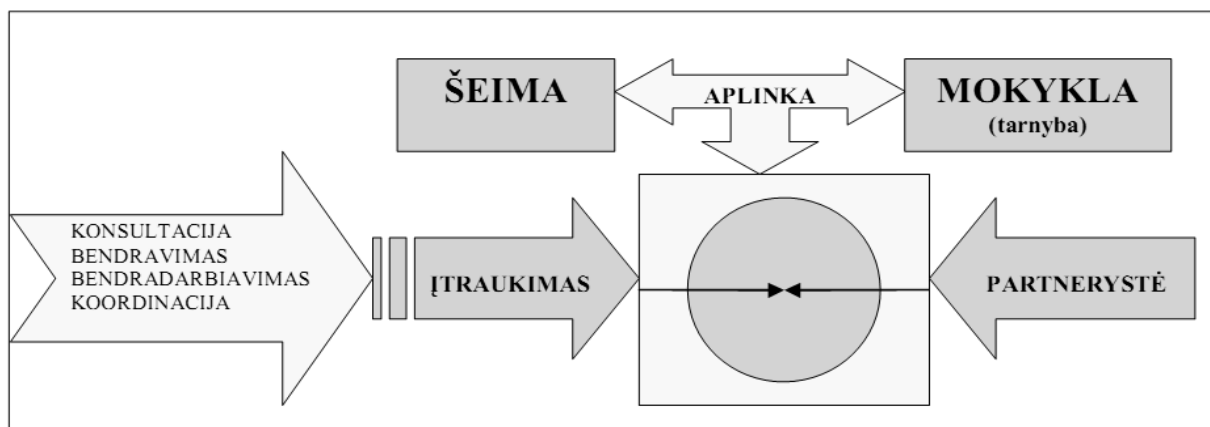 ŠEIMA
APLINKA
MOKYKLA
(tarnyba)
KONSULTACIJA
BENDRAVIMAS
BENDRADARBIAVIMAS
KOORDINACIJA
ĮTRAUKIMAS
PARTNERYSTĖ